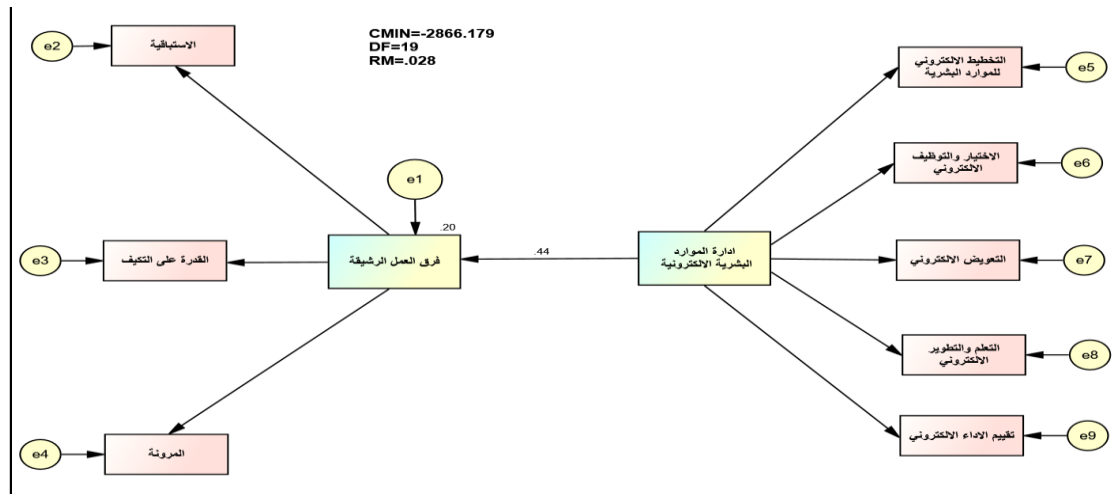 CMIN=-2866.179
DF=19
RM=.028
e2
الاستباقية
e1
.20
e3
القدرة على التكيف
فرق العمل الرشيقة
.44
ادارة الموارد
البشرية الالكترونية
e4
المرونة
التخطيط الالكتروني
للموارد البشرية
e5
الاختيار والتوظيف
الالكتروني
e6
التعويض الالكتروني
e7
التعلم والتطوير
الالكتروني
e8
تقييم الاداء الالكتروني
e9